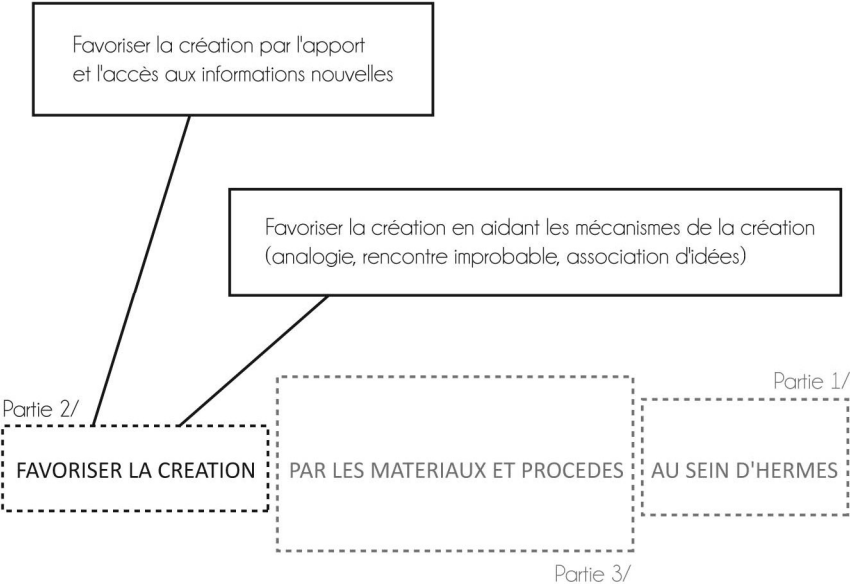 Favoriser la création par l'apport
et l'accès aux informations nouvelles
Favoriser la création en aidant les mécanismes de la création
(analogie, rencontre improbable, association d'idées)
Partie 1/
Partie 2/
FAVORISER LA CREATION
PAR LES MATERIAUX ET PROCEDES
AU SEIN D'HERMES
Partie 3/